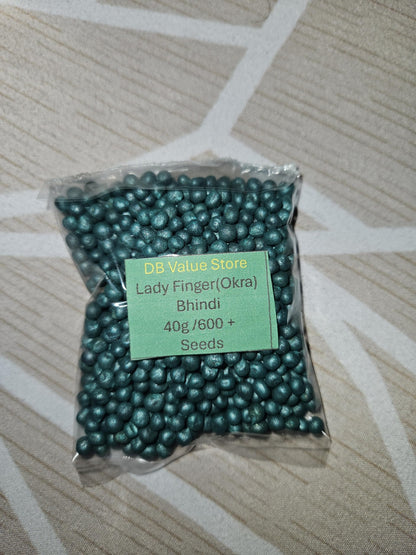 DB Value Store
Lady Finger(Okra)
Bhindi
40g /600 +
Seeds